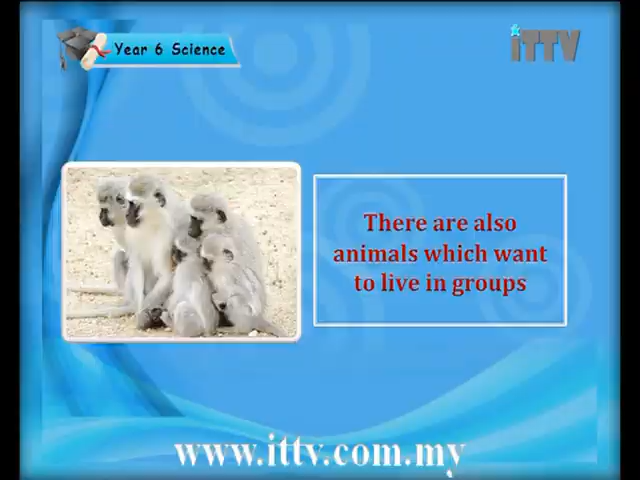 Year 6 Science
iTTV
There are also
animals which want
to live in groups
www.ittv.com.my